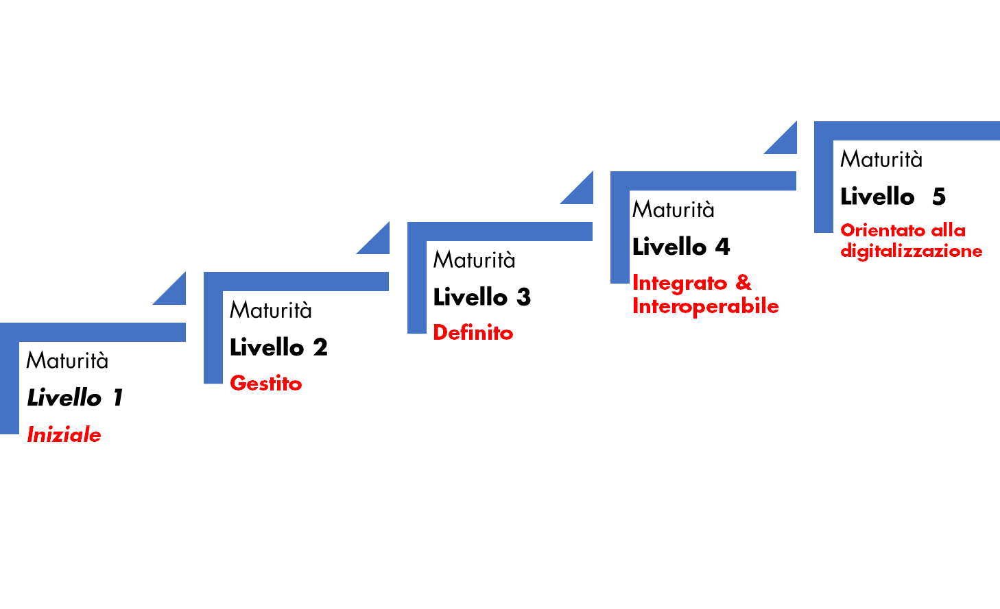 Maturità
Livello 1
Iniziale
Maturità
Livello 2
Gestito
Maturità
Livello 3
Definito
Maturità
Livello 4
Integrato &
Interoperabile
Maturità
Livello  5
Orientato alla
digitalizzazione